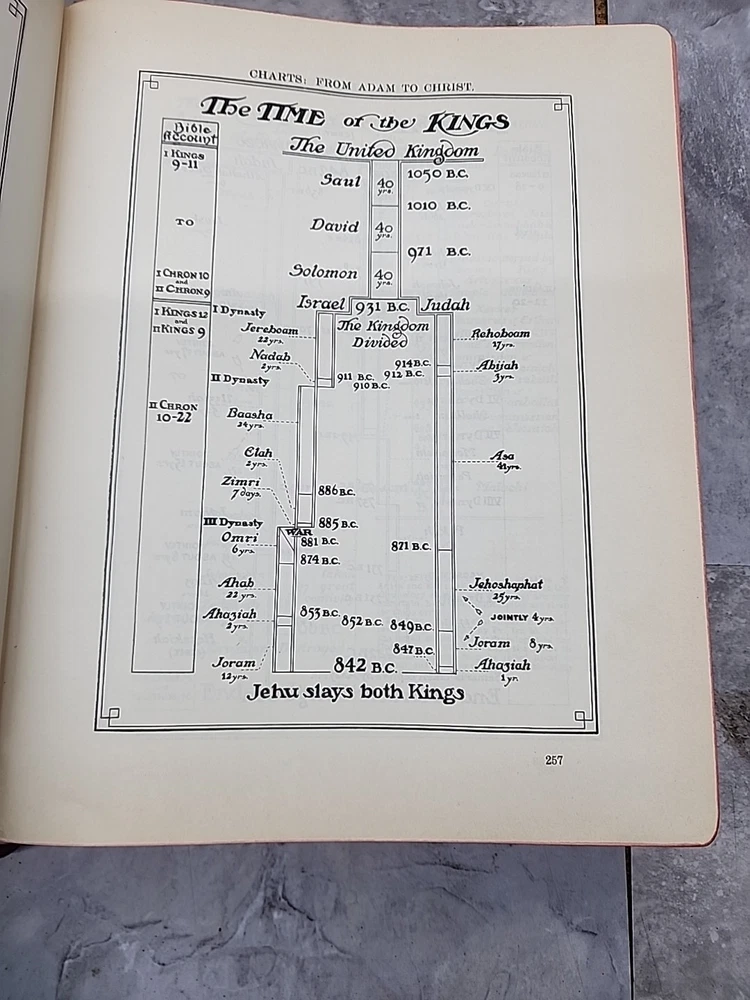 CHARTS: FROM ADAM TO CHRIST.
The TIME of the KINGS
Bible
Account
The United Kingdom
I KINGS
9-11
TO
I CHRON 10
and
II CHRON 9
Saul 40 yrs. 1050 B.C.
1010 B.C.
David 40 yrs.
971 B.C.
Solomon 40 yrs.
Israel 931 B.C. Judah
I KINGS 12
and
II KINGS 9
II CHRON
10-22
The Kingdom
Divided
I Dynasty
Jereboam
22 yrs.
Nadab
2 yrs.
911 B.C.
910 B.C.
II Dynasty
Baasha
24 yrs.
Elah
2 yrs.
886 B.C.
Zimri
7 days.
885 B.C.
III Dynasty
WAR
Omri
6 yrs.
881 B.C.
874 B.C.
Ahab
22 yrs.
853 B.C.
Ahaziah
2 yrs.
852 B.C.
Joram
12 yrs.
Rehoboam
17 yrs.
914 B.C.
Abijah
3 yrs.
912 B.C.
Asa
41 yrs.
871 B.C.
Jehoshaphat
25 yrs.
JOINTLY 4 yrs.
849 B.C.
Joram 8 yrs.
847 B.C.
Ahaziah
1 yr.
842 B.C.
Jehu slays both Kings
257